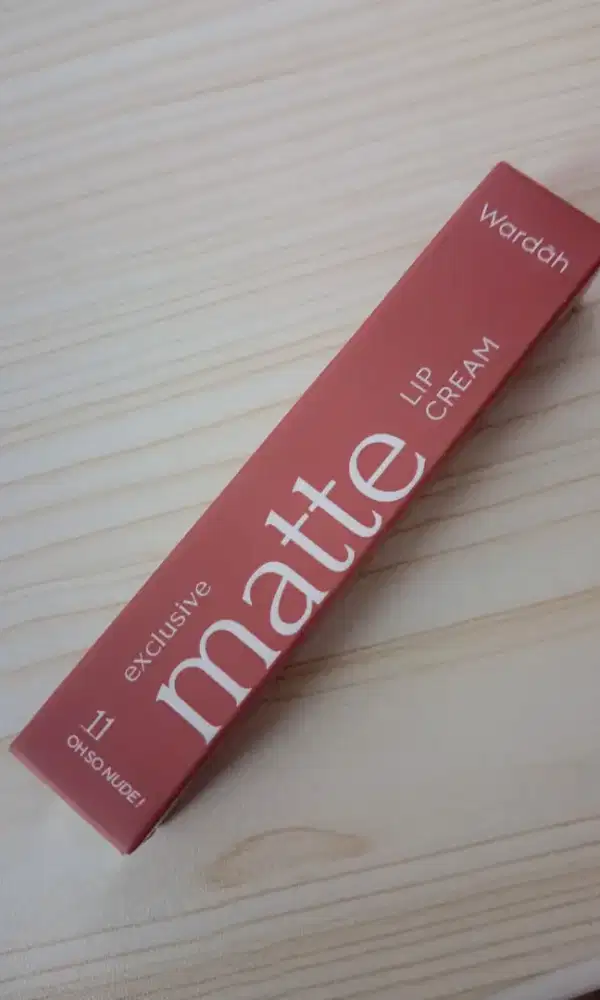 Wardah
exclusive
matte
LIP
CREAM
11
OH SO NUDE!